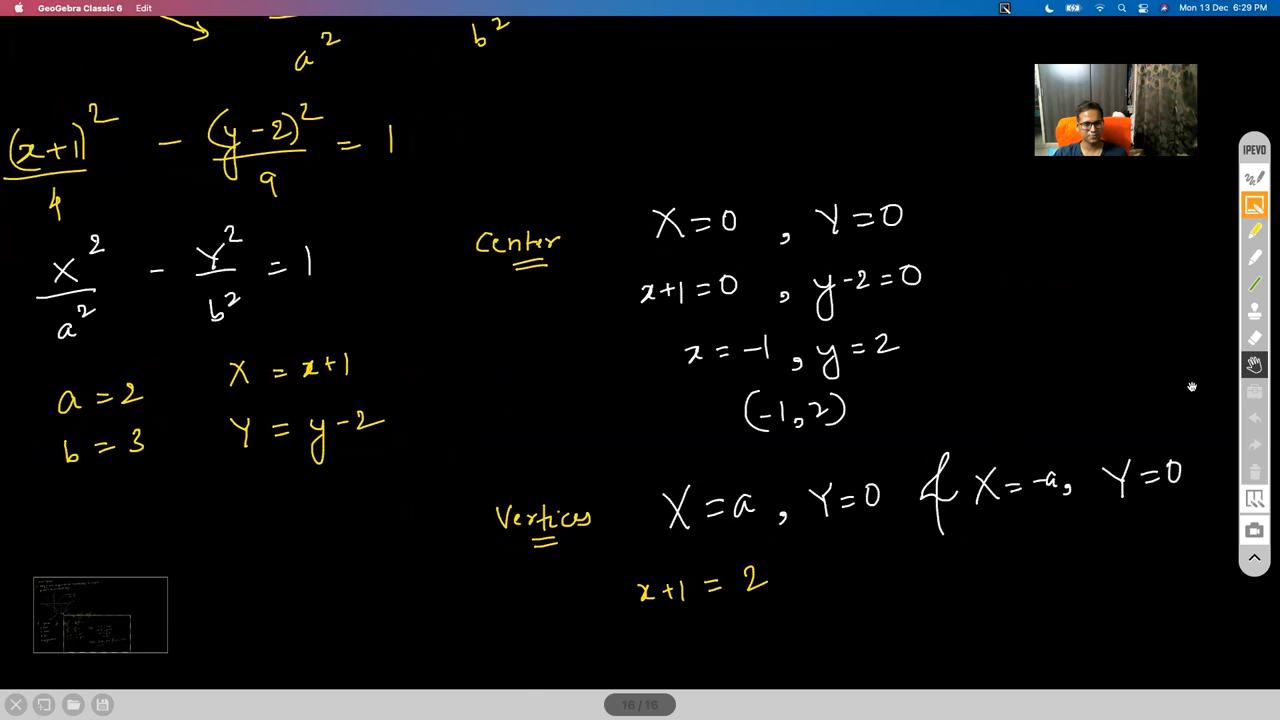 GeoGebra Classic 6 Edit Mon 13 Dec 6:29 PM
a² b²
(x+1)²/4 - (y-2)²/9 = 1
X²/a² - Y²/b² = 1
a = 2 X = x+1
b = 3 Y = y-2
Center X = 0 , Y = 0
x+1 = 0 , y-2 = 0
x = -1 , y = 2
(-1, 2)
Vertices X = a , Y = 0 & X = -a, Y = 0
x+1 = 2
IPEVO
16 / 16